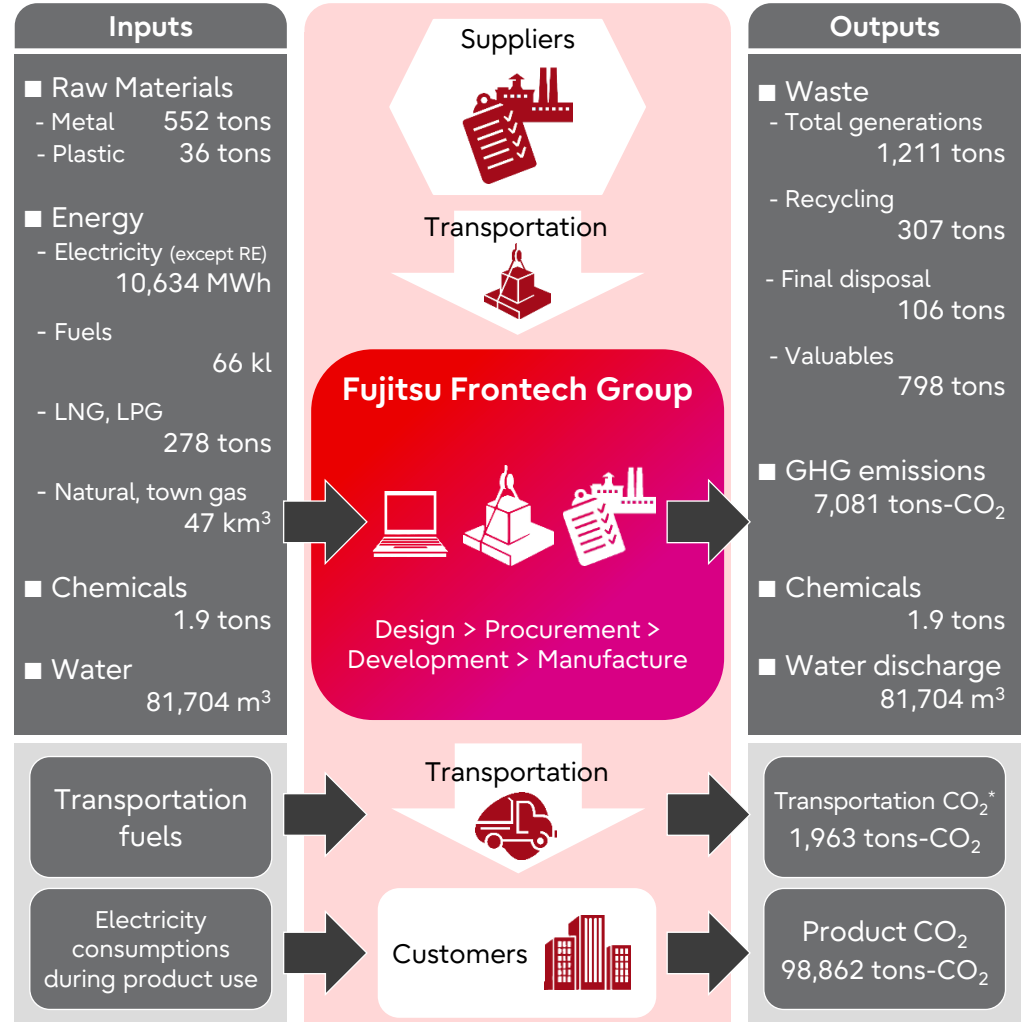 Inputs
■ Raw Materials
- Metal 552 tons
- Plastic 36 tons
■ Energy
- Electricity (except RE)
10,634 MWh
- Fuels
66 kl
- LNG, LPG
278 tons
- Natural, town gas
47 km³
■ Chemicals
1.9 tons
■ Water
81,704 m³
Transportation
fuels
Electricity
consumptions
during product use
Suppliers
Transportation
Fujitsu Frontech Group
Design > Procurement >
Development > Manufacture
Transportation
Customers
Outputs
■ Waste
- Total generations
1,211 tons
- Recycling
307 tons
- Final disposal
106 tons
- Valuables
798 tons
■ GHG emissions
7,081 tons-CO₂
■ Chemicals
1.9 tons
■ Water discharge
81,704 m³
Transportation CO₂*
1,963 tons-CO₂
Product CO₂
98,862 tons-CO₂